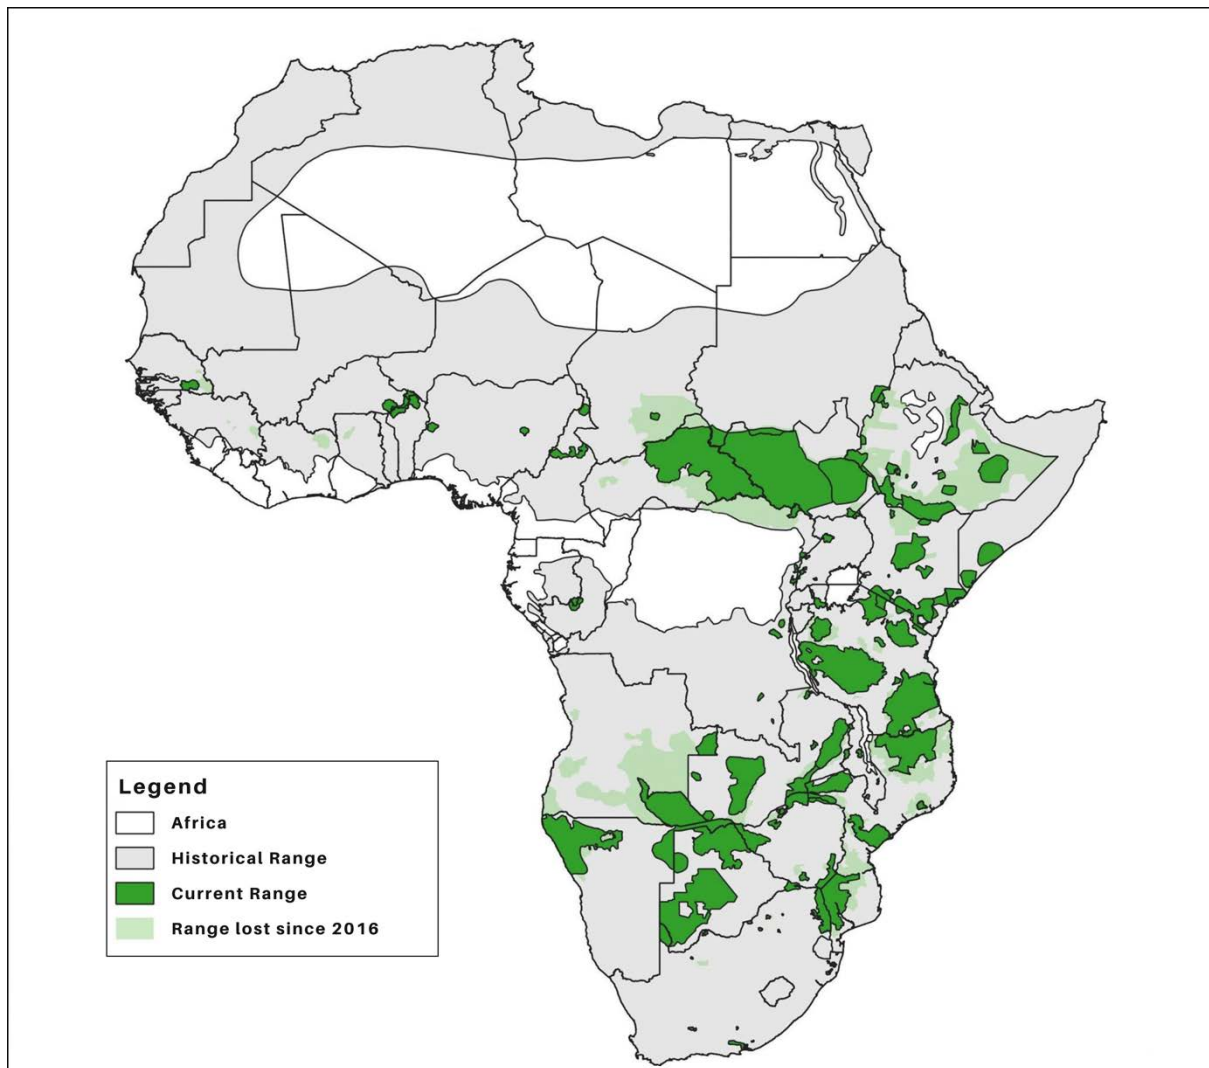 Legend
Africa
Historical Range
Current Range
Range lost since 2016